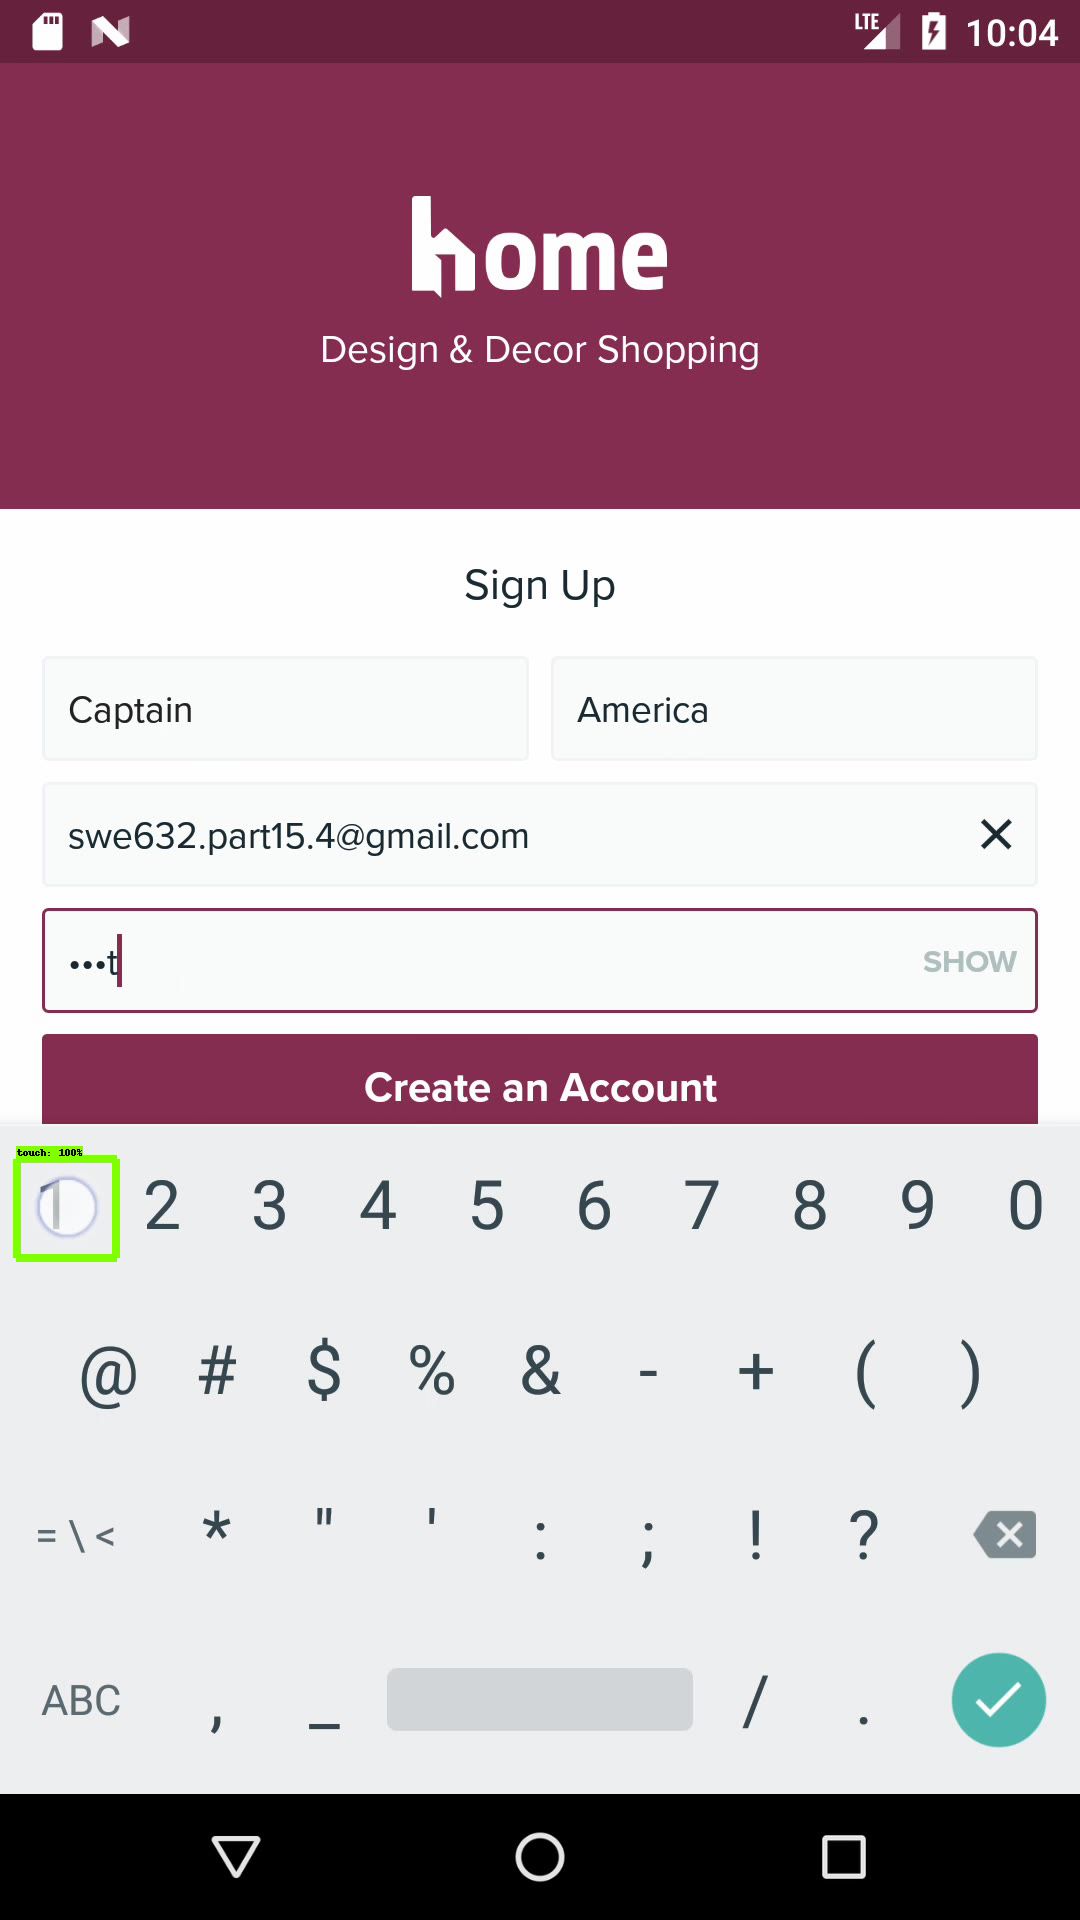 LTE 10:04
home
Design & Decor Shopping
Sign Up
Captain America
swe632.part15.4@gmail.com
•••t SHOW
Create an Account
touch: 100%
1 2 3 4 5 6 7 8 9 0
@ # $ % & - + ( )
= \ < * " ' : ; ! ?
ABC , _ / .